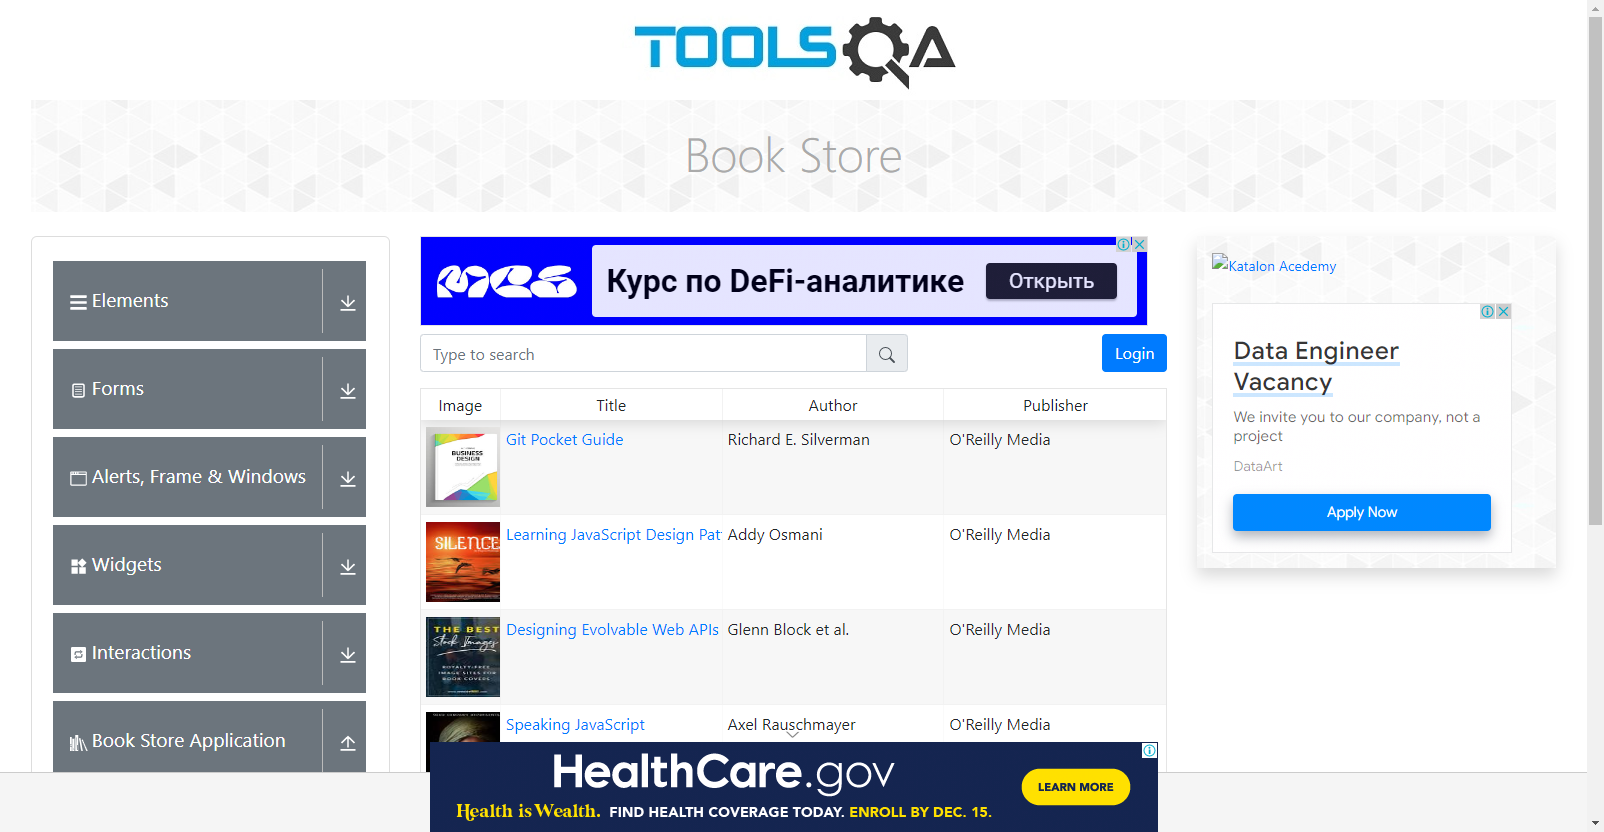 TOOLSQA
Book Store
Elements
Forms
Alerts, Frame & Windows
Widgets
Interactions
Book Store Application
mcs
Курс по DeFi-аналитике
Открыть
Type to search
Login
Image Title Author Publisher
BUSINESS
DESIGN
Git Pocket Guide Richard E. Silverman O'Reilly Media
SILENCE
Learning JavaScript Design Pat Addy Osmani O'Reilly Media
THE BEST
Stock Images
ROYALTY-FREE
IMAGE SITES FOR
BOOK COVERS
Designing Evolvable Web APIs Glenn Block et al. O'Reilly Media
Speaking JavaScript Axel Rauschmayer O'Reilly Media
Katalon Acedemy
Data Engineer
Vacancy
We invite you to our company, not a
project
DataArt
Apply Now
HealthCare.gov
Health is Wealth. FIND HEALTH COVERAGE TODAY. ENROLL BY DEC. 15.
LEARN MORE